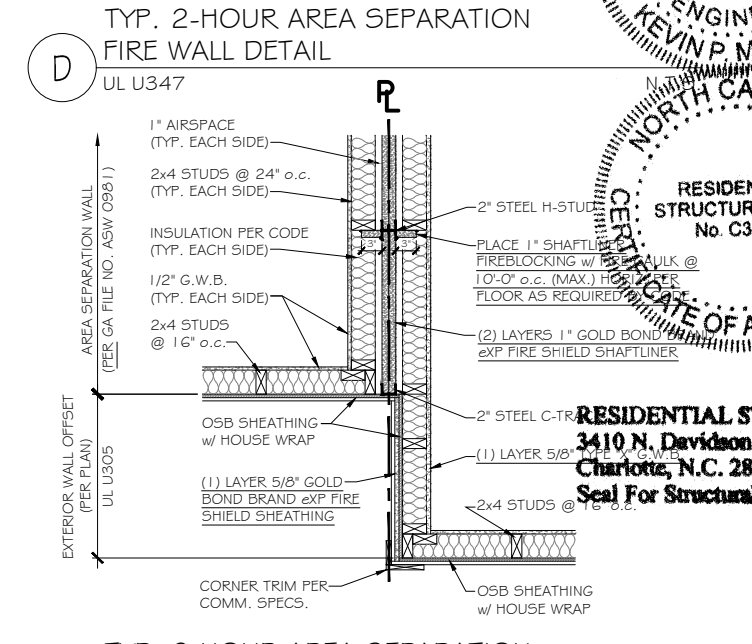 TYP. 2-HOUR AREA SEPARATION
FIRE WALL DETAIL
D
UL U347
N.T.S.
PL
1" AIRSPACE
(TYP. EACH SIDE)
2x4 STUDS @ 24" o.c.
(TYP. EACH SIDE)
INSULATION PER CODE
(TYP. EACH SIDE)
1/2" G.W.B.
(TYP. EACH SIDE)
2x4 STUDS
@ 16" o.c.
AREA SEPARATION WALL
(PER GA FILE NO. ASW 0981)
EXTERIOR WALL OFFSET
(PER PLAN)
UL U305
3" 3"
2" STEEL H-STUD
PLACE 1" SHAFTLINER
FIREBLOCKING w/ FIRECAULK @
10'-0" o.c. (MAX.) HORIZ. PER
FLOOR AS REQUIRED BY CODE
(2) LAYERS 1" GOLD BOND BRAND
eXP FIRE SHIELD SHAFTLINER
2" STEEL C-TRA
(1) LAYER 5/8" TYPE "X" G.W.B.
2x4 STUDS @ 16" o.c.
OSB SHEATHING
w/ HOUSE WRAP
(1) LAYER 5/8" GOLD
BOND BRAND eXP FIRE
SHIELD SHEATHING
CORNER TRIM PER
COMM. SPECS.
OSB SHEATHING
w/ HOUSE WRAP
ENGIN
KEVIN P. M
NORTH CA
RESIDEN
STRUCTUR
No. C3
CERTIFICATE OF A
RESIDENTIAL S
3410 N. Davidson
Charlotte, N.C. 28
Seal For Structura